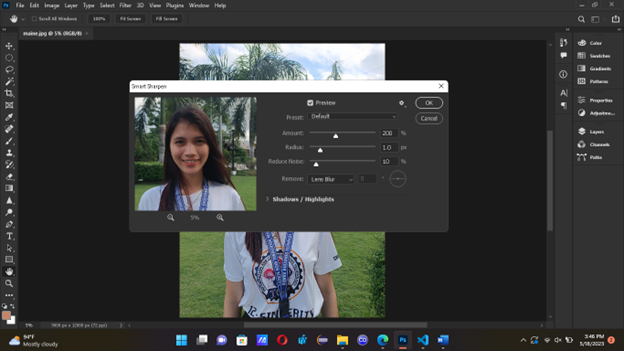 Ps File Edit Image Layer Type Select Filter 3D View Plugins Window Help
Scroll All Windows 100% Fit Screen Fill Screen
maine.jpg @ 5% (RGB/8) ×
Smart Sharpen
Preview
OK
Preset: Default
Cancel
Amount: 200 %
Radius: 1.0 px
Reduce Noise: 10 %
Remove: Lens Blur 0 °
5%
Shadows / Highlights
Color
Swatches
Gradients
Patterns
Properties
Adjustme...
Layers
Channels
Paths
5%
94°F
Mostly cloudy
3:46 PM
5/18/2023